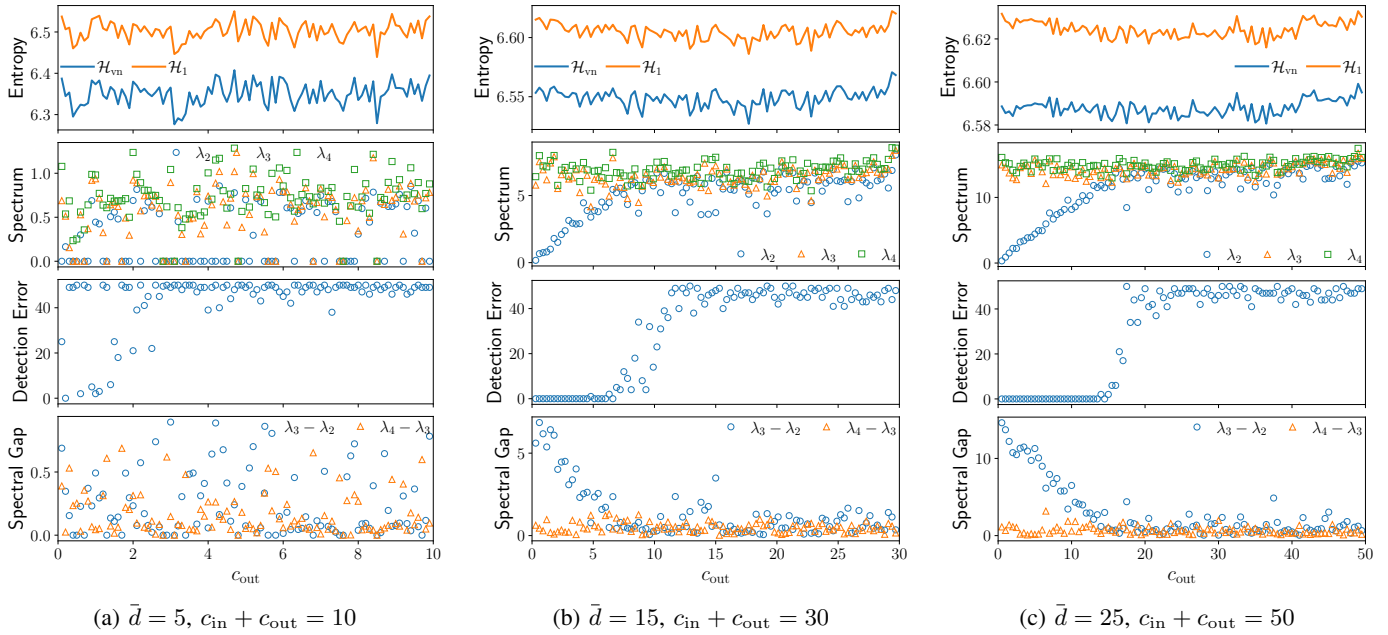 Entropy
6.5
6.4
6.3
H_vn H_1
Spectrum
1.0
0.5
0.0
λ_2 λ_3 λ_4
Detection Error
40
20
0
Spectral Gap
0.5
0.0
λ_3 − λ_2 λ_4 − λ_3
0 2 4 6 8 10
c_out
(a) d̄ = 5, c_in + c_out = 10
Entropy
6.60
6.55
H_vn H_1
Spectrum
5
0
λ_2 λ_3 λ_4
Detection Error
40
20
0
Spectral Gap
5
0
λ_3 − λ_2 λ_4 − λ_3
0 5 10 15 20 25 30
c_out
(b) d̄ = 15, c_in + c_out = 30
Entropy
6.62
6.60
6.58
H_vn H_1
Spectrum
10
0
λ_2 λ_3 λ_4
Detection Error
40
20
0
Spectral Gap
10
0
λ_3 − λ_2 λ_4 − λ_3
0 10 20 30 40 50
c_out
(c) d̄ = 25, c_in + c_out = 50